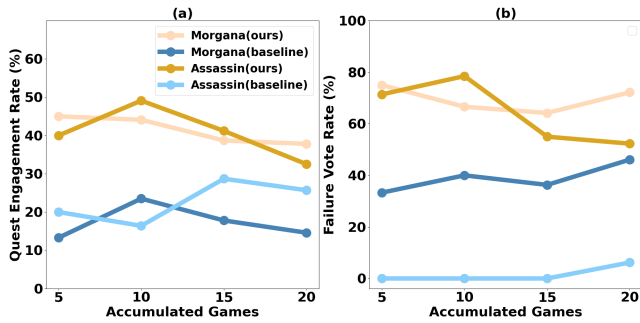 (a)
Quest Engagement Rate (%)
60
50
40
30
20
10
0
Morgana(ours)
Morgana(baseline)
Assassin(ours)
Assassin(baseline)
5 10 15 20
Accumulated Games
(b)
Failure Vote Rate (%)
100
80
60
40
20
0
5 10 15 20
Accumulated Games